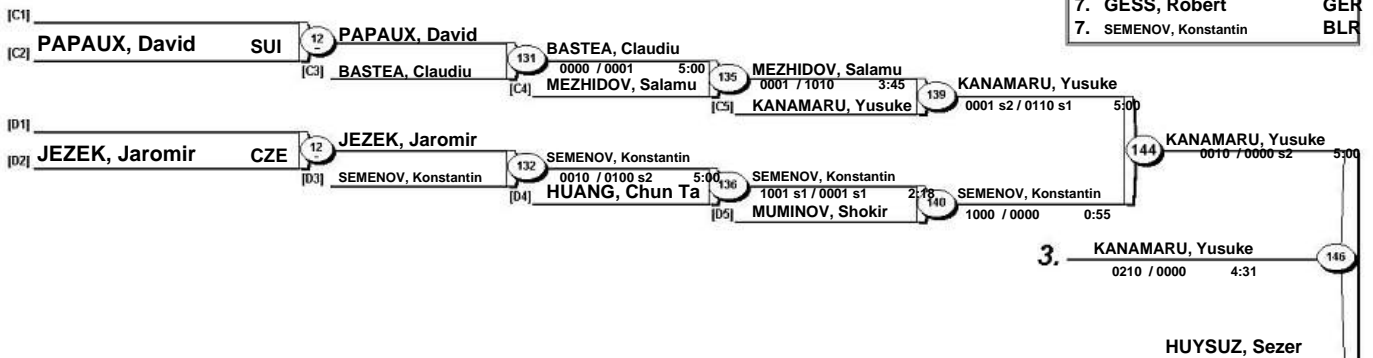 7. GESS, Robert GER
7. SEMENOV, Konstantin BLR
[C1]
[C2] PAPAUX, David SUI
12
PAPAUX, David
[C3] BASTEA, Claudiu
131
BASTEA, Claudiu
0000 / 0001 5:00
[C4] MEZHIDOV, Salamu
135
MEZHIDOV, Salamu
0001 / 1010 3:45
[C5] KANAMARU, Yusuke
139
KANAMARU, Yusuke
0001 s2 / 0110 s1 5:00
[D1]
[D2] JEZEK, Jaromir CZE
12
JEZEK, Jaromir
[D3] SEMENOV, Konstantin
132
SEMENOV, Konstantin
0010 / 0100 s2 5:00
[D4] HUANG, Chun Ta
136
SEMENOV, Konstantin
1001 s1 / 0001 s1 2:18
[D5] MUMINOV, Shokir
140
SEMENOV, Konstantin
1000 / 0000 0:55
144
KANAMARU, Yusuke
0010 / 0000 s2 5:00
3. KANAMARU, Yusuke
0210 / 0000 4:31
146
HUYSUZ, Sezer